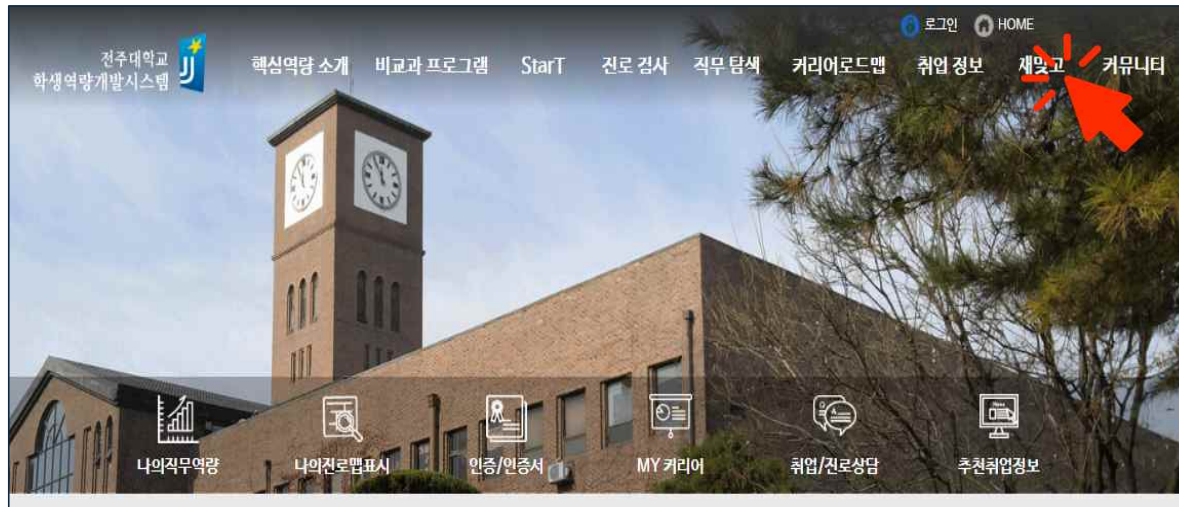 로그인 HOME
전주대학교
학생역량개발시스템
핵심역량 소개 비교과 프로그램 StarT 진로 검사 직무 탐색 커리어로드맵 취업 정보 재맞고 커뮤니티
나의직무역량 나의진로맵표시 인증/인증서 MY 커리어 취업/진로상담 추천취업정보